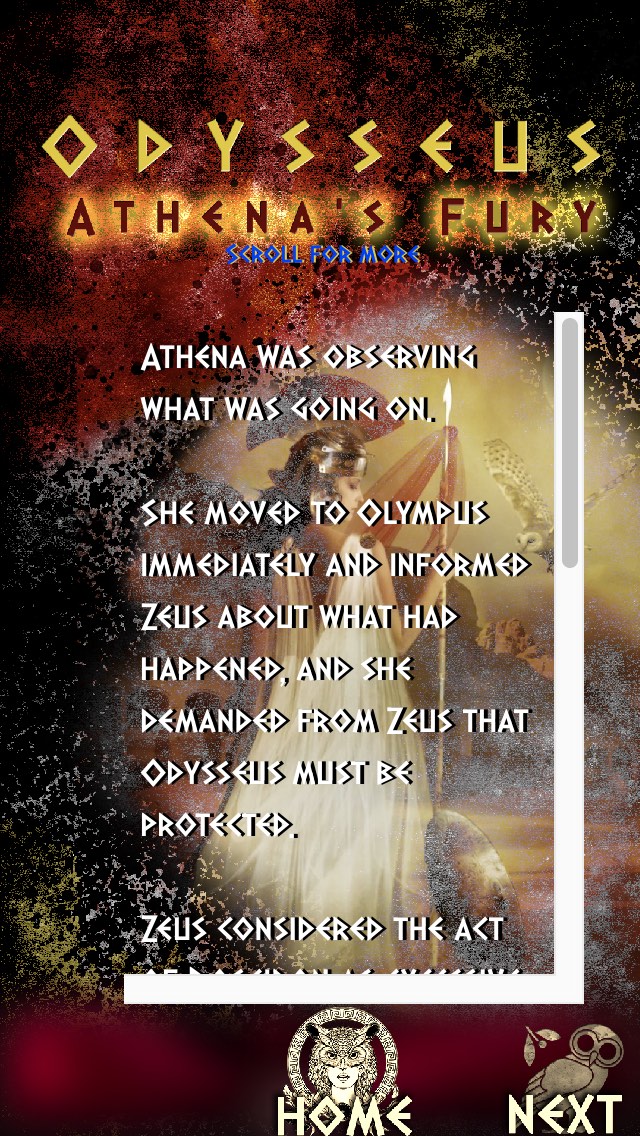 Odysseus
Athena's Fury
Scroll for more
Athena was observing
what was going on.
She moved to Olympus
immediately and informed
Zeus about what had
happened, and she
demanded from Zeus that
Odysseus must be
protected.
Zeus considered the act
Home
Next